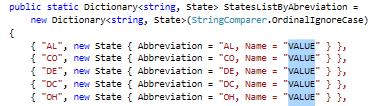 public static Dictionary<string, State> StatesListByAbreviation =
new Dictionary<string, State>(StringComparer.OrdinalIgnoreCase)
{
{ "AL", new State { Abbreviation = "AL, Name = "VALUE" } },
{ "CO", new State { Abbreviation = "CO, Name = "VALUE" } },
{ "DE", new State { Abbreviation = "DE, Name = "VALUE" } },
{ "DC", new State { Abbreviation = "DC, Name = "VALUE" } },
{ "OH", new State { Abbreviation = "OH, Name = "VALUE" } },